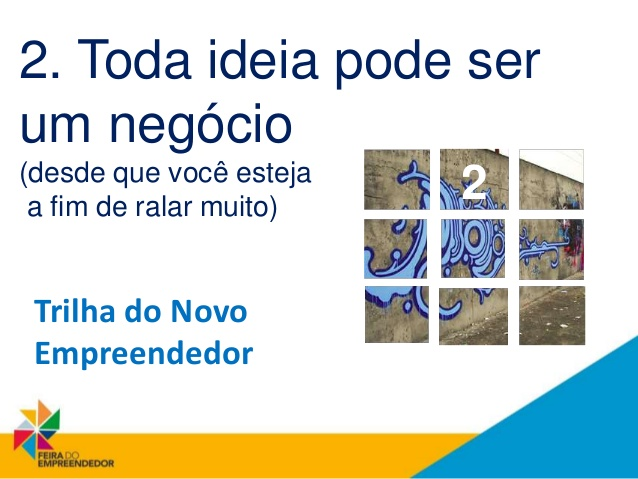 2. Toda ideia pode ser
um negócio
(desde que você esteja
a fim de ralar muito)
2
Trilha do Novo
Empreendedor
FEIRA DO
EMPREENDEDOR